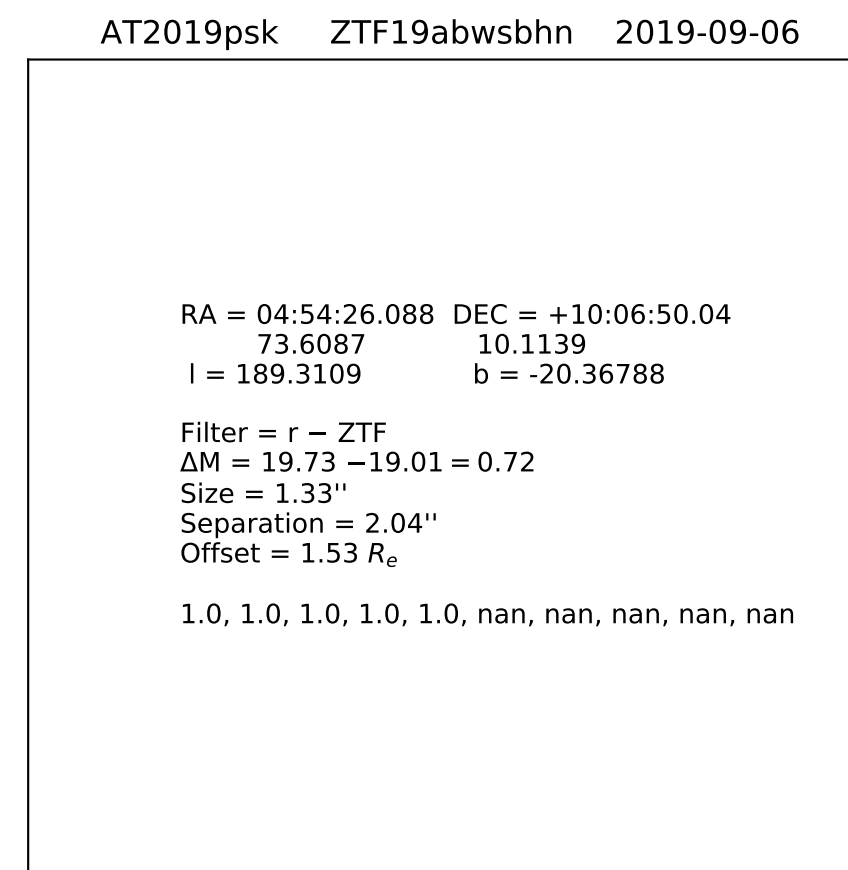 AT2019psk ZTF19abwsbhn 2019-09-06
RA = 04:54:26.088 DEC = +10:06:50.04
73.6087 10.1139
l = 189.3109 b = -20.36788
Filter = r − ZTF
ΔM = 19.73 −19.01 = 0.72
Size = 1.33''
Separation = 2.04''
Offset = 1.53 Rₑ
1.0, 1.0, 1.0, 1.0, 1.0, nan, nan, nan, nan, nan